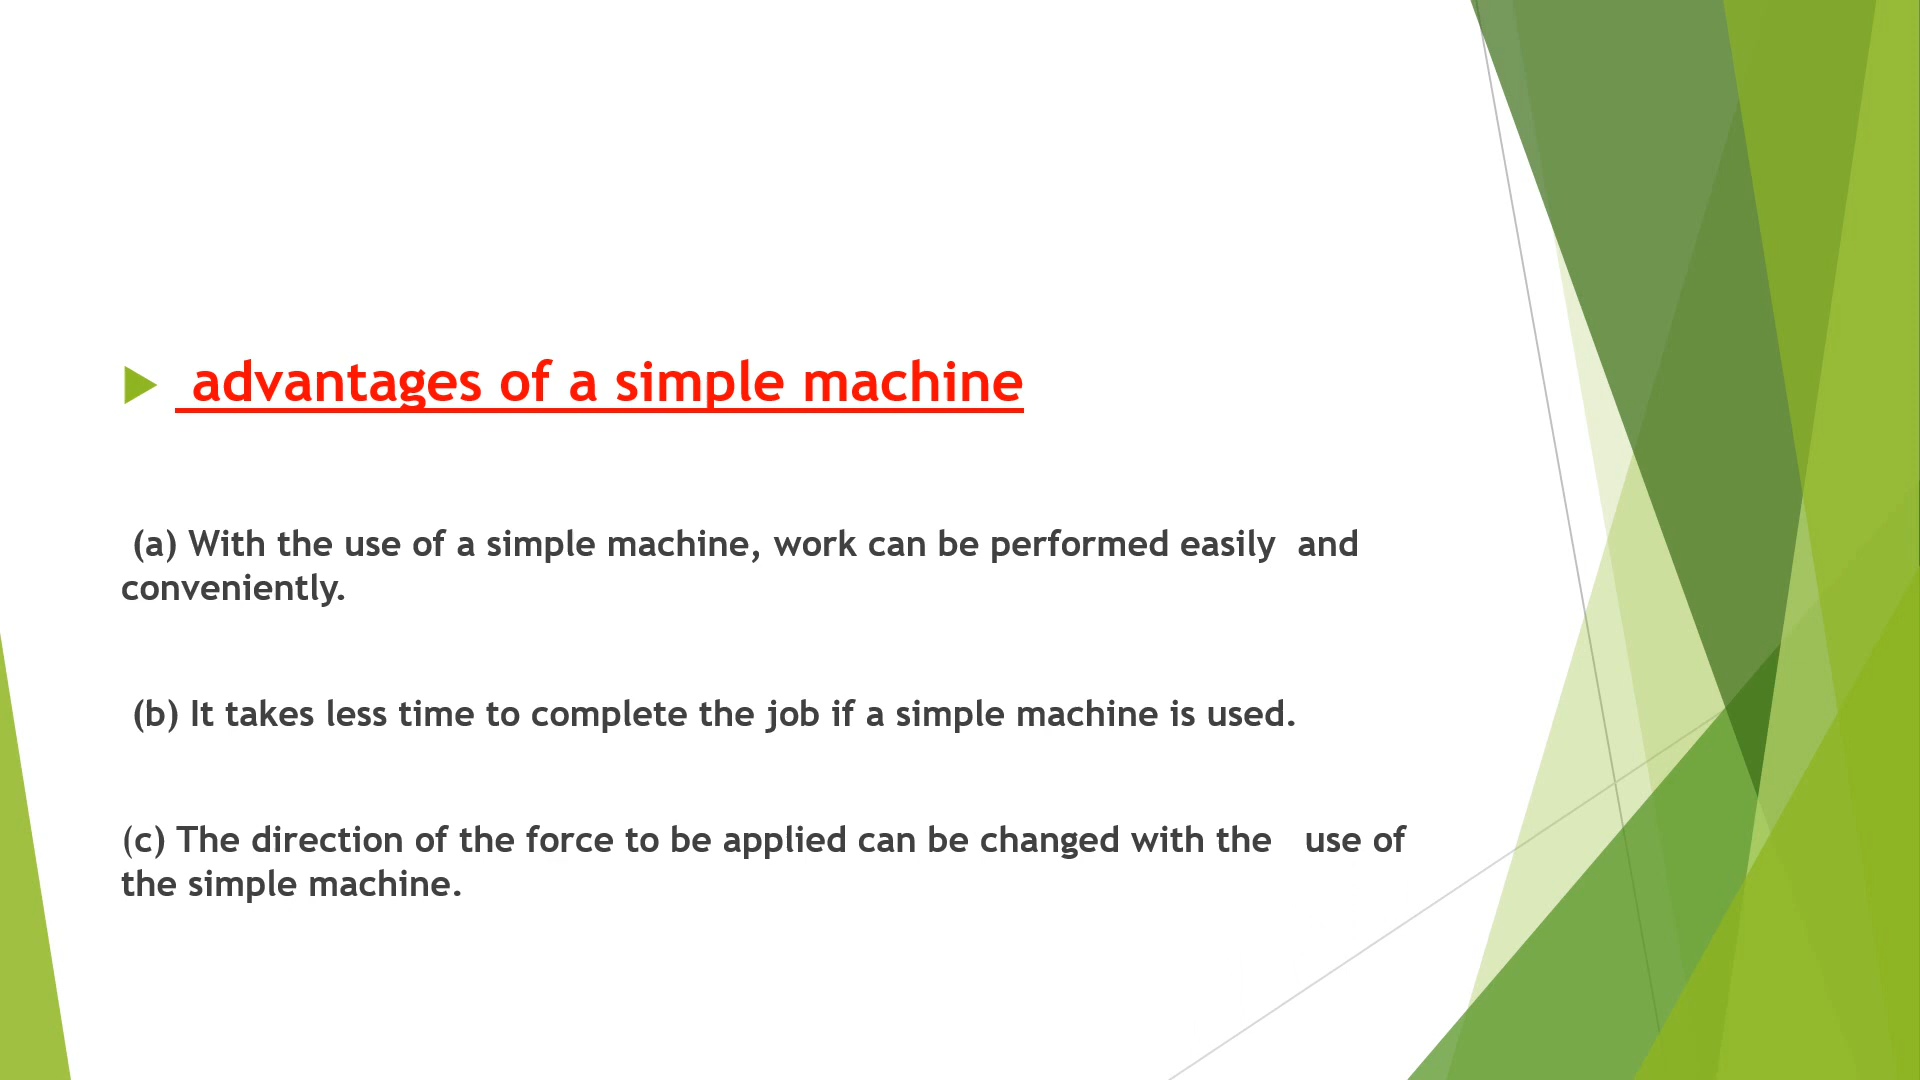 advantages of a simple machine
(a) With the use of a simple machine, work can be performed easily  and
conveniently.
(b) It takes less time to complete the job if a simple machine is used.
(c) The direction of the force to be applied can be changed with the   use of
the simple machine.